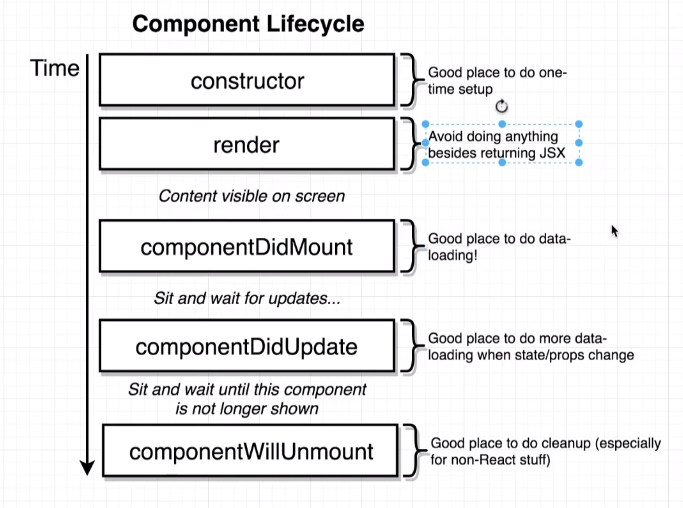 Component Lifecycle
Time
constructor
Good place to do one-
time setup
render
Avoid doing anything
besides returning JSX
Content visible on screen
componentDidMount
Good place to do data-
loading!
Sit and wait for updates...
componentDidUpdate
Good place to do more data-
loading when state/props change
Sit and wait until this component
is not longer shown
componentWillUnmount
Good place to do cleanup (especially
for non-React stuff)